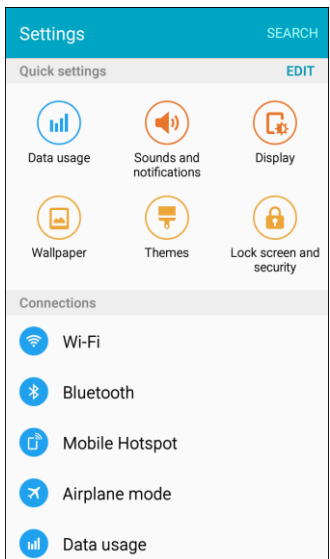 Settings SEARCH
Quick settings EDIT
Data usage
Sounds and
notifications
Display
Wallpaper
Themes
Lock screen and
security
Connections
Wi-Fi
Bluetooth
Mobile Hotspot
Airplane mode
Data usage